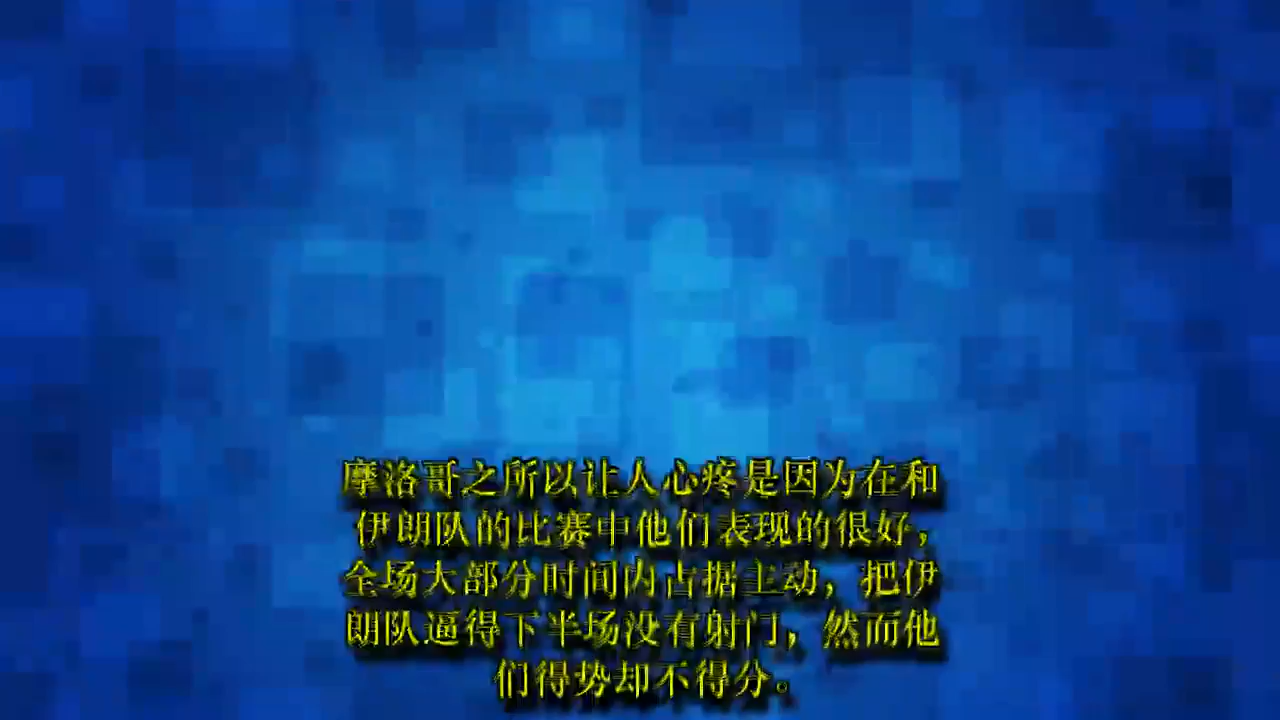 摩洛哥之所以让人心疼是因为在和
伊朗队的比赛中他们表现的很好，
全场大部分时间内占据主动，把伊
朗队逼得下半场没有射门，然而他
们得势却不得分。